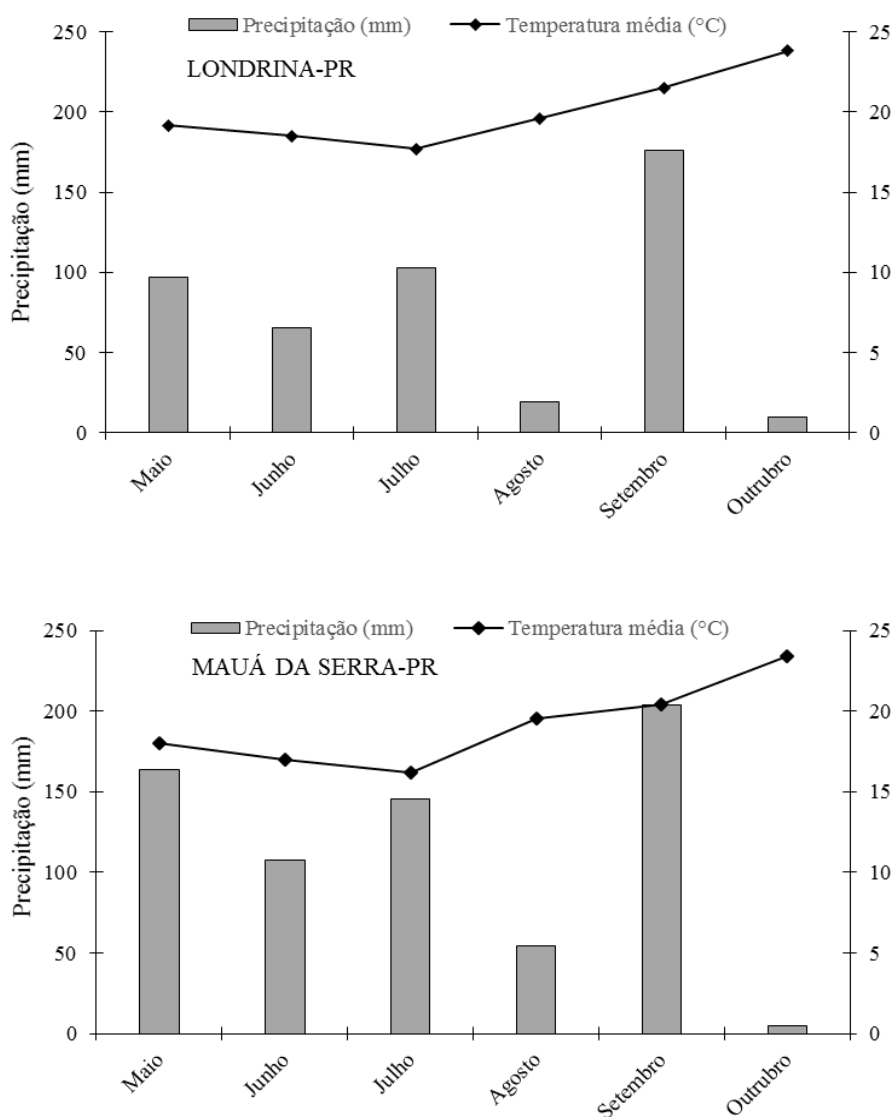 Precipitação (mm) Temperatura média (°C)
LONDRINA-PR
Precipitação (mm)
250
200
150
100
50
0
25
20
15
10
5
0
Maio
Junho
Julho
Agosto
Setembro
Outrubro
Precipitação (mm) Temperatura média (°C)
MAUÁ DA SERRA-PR
Precipitação (mm)
250
200
150
100
50
0
25
20
15
10
5
0
Maio
Junho
Julho
Agosto
Setembro
Outrubro